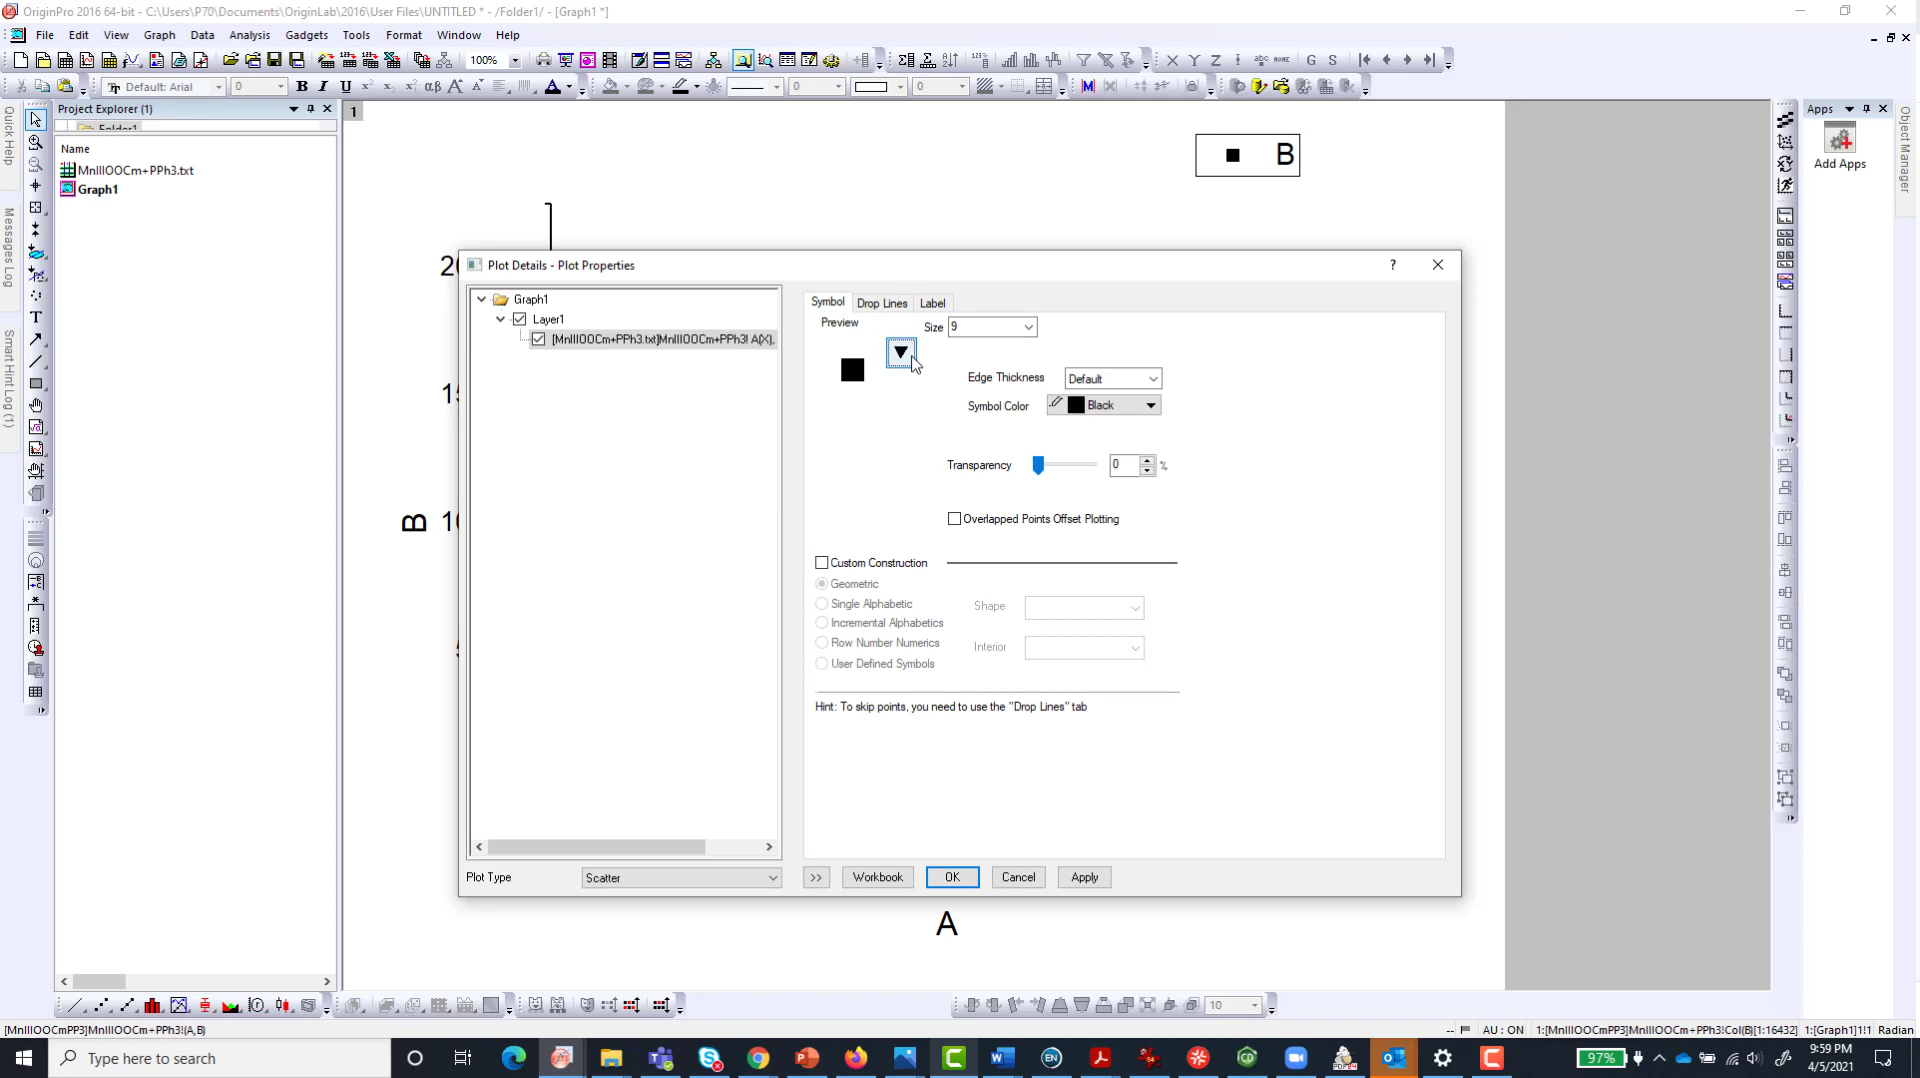 OriginPro 2016 64-bit - C:\Users\P70\Documents\OriginLab\2016\User Files\UNTITLED * - /Folder1/ - [Graph1 *]
File Edit View Graph Data Analysis Gadgets Tools Format Window Help
100%
Default: Arial 0 B I U 0 0
Project Explorer (1)
Folder1
Name
MnIIIOOCm+PPh3.txt
Graph1
Quick Help
Messages Log
Smart Hint Log (1)
1
B
20
15
10
5
B
A
Apps
Add Apps
Object Manager
Plot Details - Plot Properties
Graph1
Layer1
[MnIIIOOCm+PPh3.txt]MnIIIOOCm+PPh3! A(X),
Symbol Drop Lines Label
Preview Size 9
Edge Thickness Default
Symbol Color Black
Transparency 0 %
Overlapped Points Offset Plotting
Custom Construction
Geometric
Single Alphabetic Shape
Incremental Alphabetics
Row Number Numerics Interior
User Defined Symbols
Hint: To skip points, you need to use the "Drop Lines" tab
Plot Type Scatter >> Workbook OK Cancel Apply
10
[MnIIIOOCmPP3]MnIIIOOCm+PPh3!(A,B) -- AU : ON 1:[MnIIIOOCmPP3]MnIIIOOCm+PPh3!Col(B)[1:16432] 1:[Graph1]1!1 Radian
Type here to search 97% 9:59 PM
4/5/2021